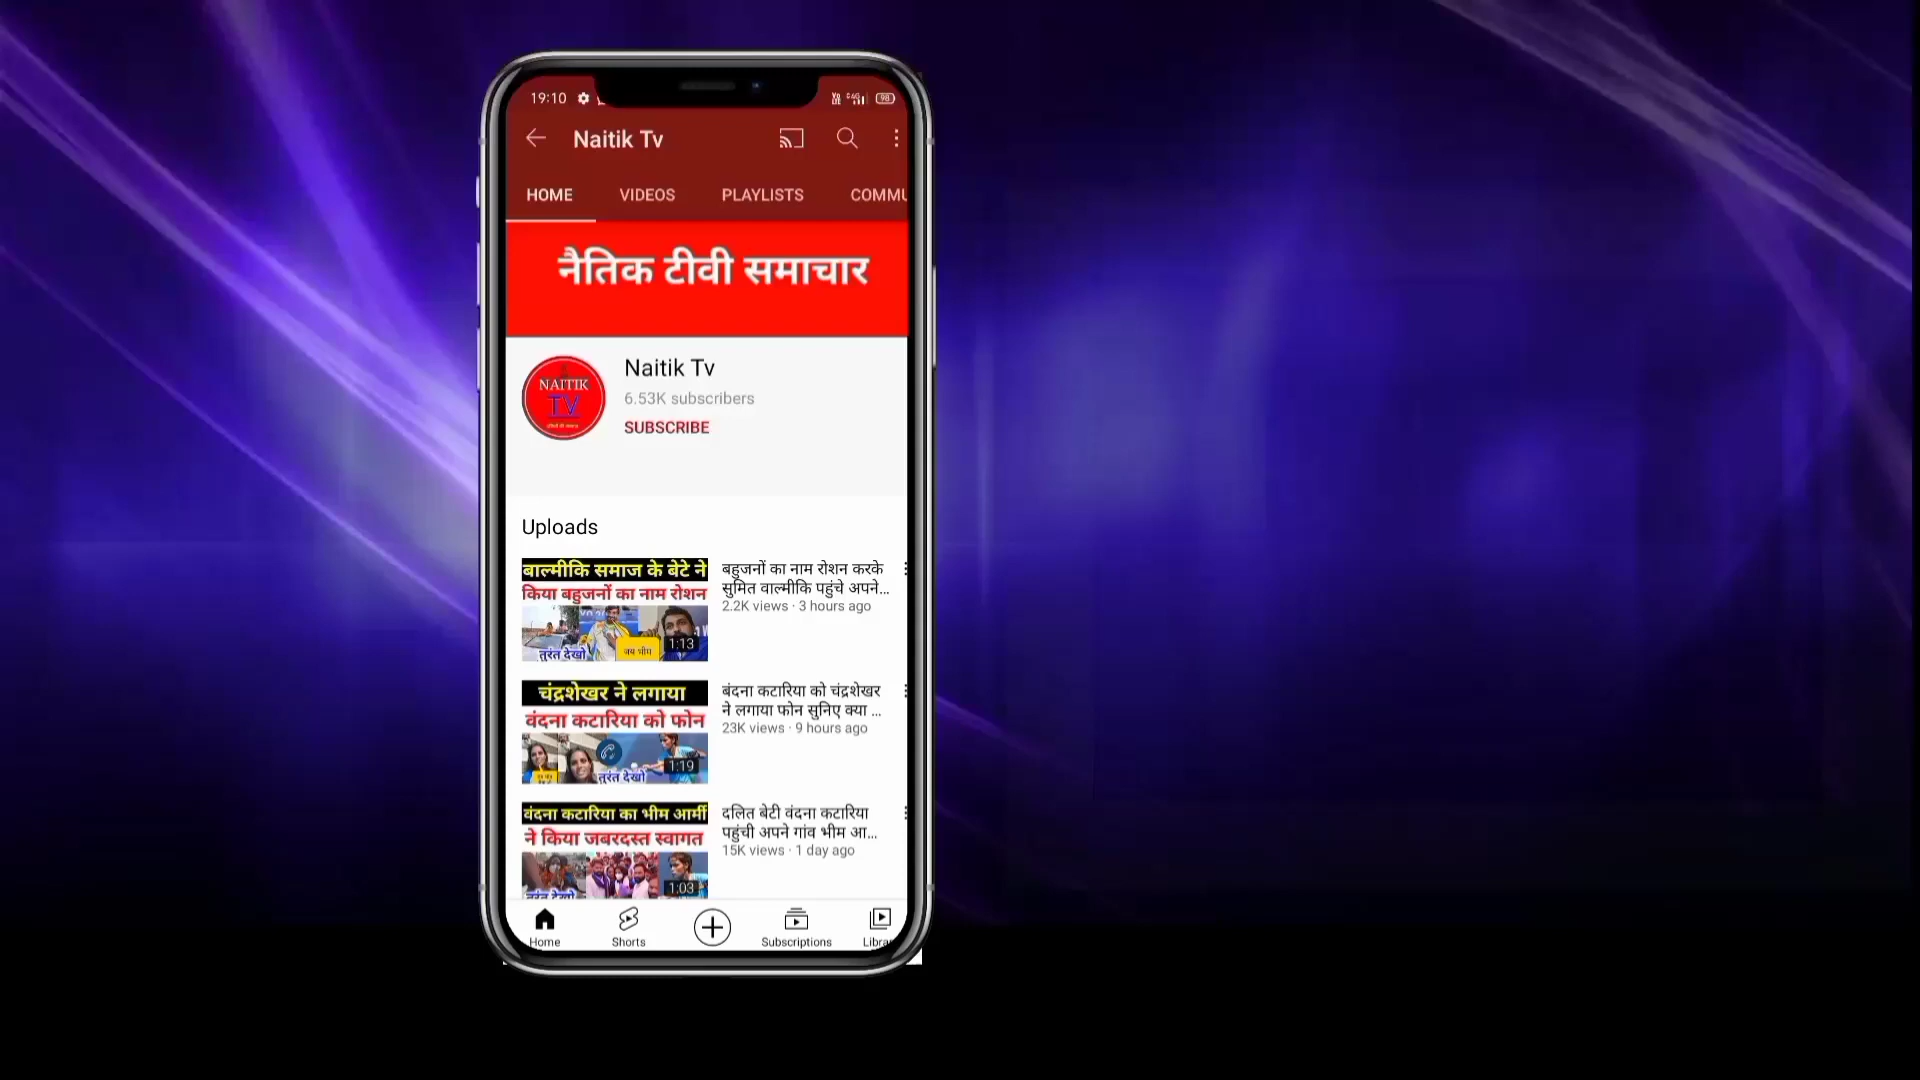 19:10
Naitik Tv
HOME VIDEOS PLAYLISTS COMMU
नैतिक टीवी समाचार
NAITIK
TV
Naitik Tv
6.53K subscribers
SUBSCRIBE
Uploads
बाल्मीकि समाज के बेटे ने
किया बहुजनों का नाम रोशन
तुरंत देखो
जय भीम
1:13
बहुजनों का नाम रोशन करके
सुमित वाल्मीकि पहुंचे अपने...
2.2K views · 3 hours ago
चंद्रशेखर ने लगाया
वंदना कटारिया को फोन
तुरंत देखो
1:19
बंदना कटारिया को चंद्रशेखर
ने लगाया फोन सुनिए क्या ...
23K views · 9 hours ago
वंदना कटारिया का भीम आर्मी
ने किया जबरदस्त स्वागत
तुरंत देखो
1:03
दलित बेटी वंदना कटारिया
पहुंची अपने गांव भीम आ...
15K views · 1 day ago
Home Shorts Subscriptions Libra